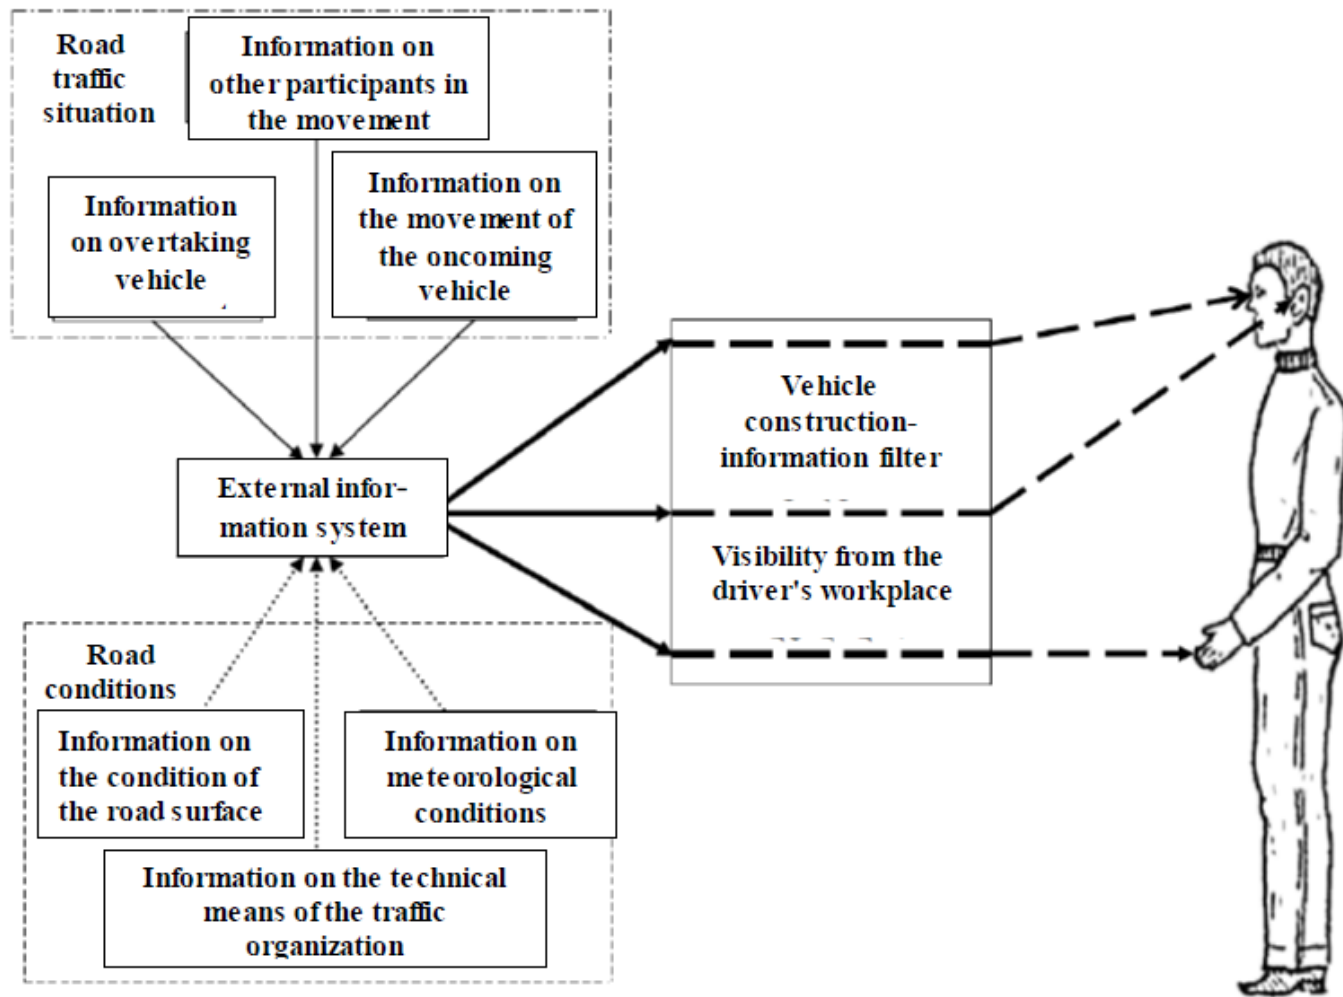 Road
traffic
situation
Information on
other participants in
the movement
Information
on overtaking
vehicle
Information on
the movement of
the oncoming
vehicle
External infor-
mation system
Vehicle
construction-
information filter
Visibility from the
driver's workplace
Road
conditions
Information on
the condition of
the road surface
Information on
meteorological
conditions
Information on the technical
means of the traffic
organization